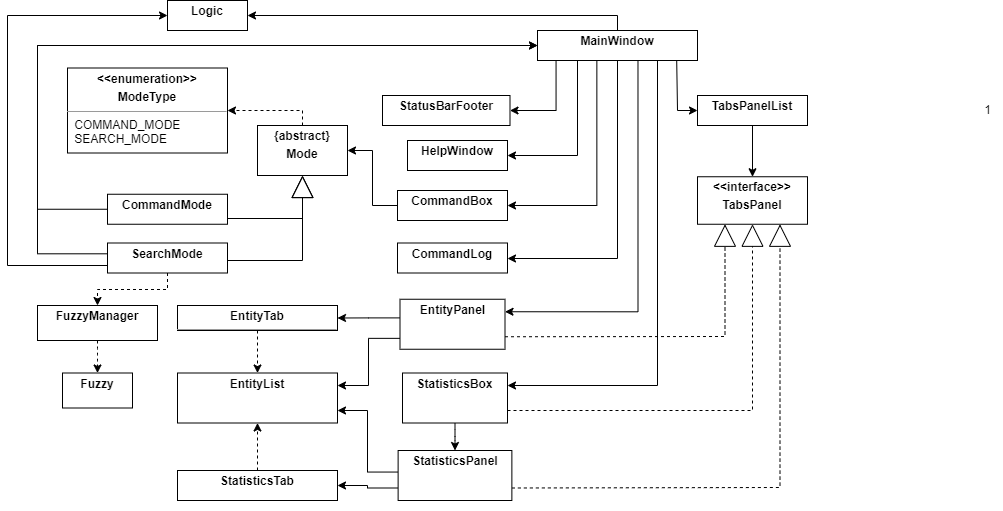 Logic
MainWindow
<<enumeration>>
ModeType
COMMAND_MODE
SEARCH_MODE
StatusBarFooter
TabsPanelList
1
{abstract}
Mode
HelpWindow
<<interface>>
TabsPanel
CommandMode
CommandBox
SearchMode
CommandLog
FuzzyManager
EntityTab
EntityPanel
Fuzzy
EntityList
StatisticsBox
StatisticsTab
StatisticsPanel